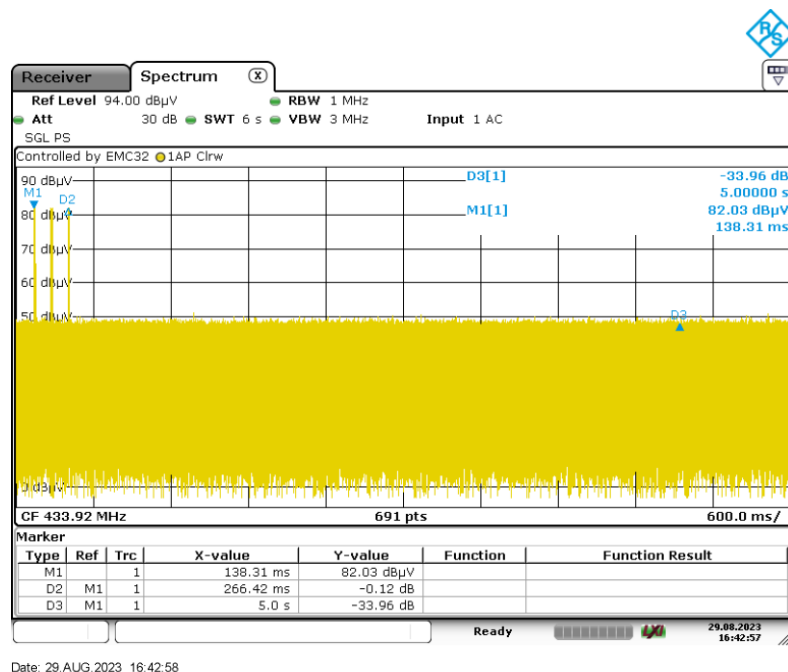 R&S
Receiver Spectrum X
Ref Level 94.00 dBµV RBW 1 MHz
Att 30 dB SWT 6 s VBW 3 MHz Input 1 AC
SGL PS
Controlled by EMC32 1AP Clrw
D3[1] -33.96 dB
5.00000 s
M1[1] 82.03 dBµV
138.31 ms
90 dBµV
M1
D2
80 dBµV
70 dBµV
60 dBµV
50 dBµV
D3
0 dBµV
CF 433.92 MHz 691 pts 600.0 ms/
Marker
Type Ref Trc X-value Y-value Function Function Result
M1 1 138.31 ms 82.03 dBµV
D2 M1 1 266.42 ms -0.12 dB
D3 M1 1 5.0 s -33.96 dB
Ready LXI 29.08.2023
16:42:57
Date: 29.AUG.2023 16:42:58